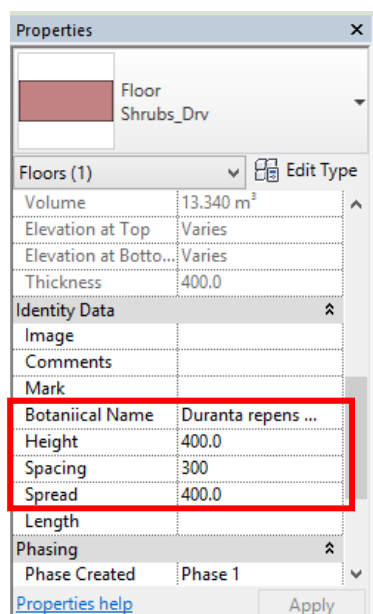 Properties
Floor
Shrubs_Drv
Floors (1) Edit Type
Volume 13.340 m³
Elevation at Top Varies
Elevation at Botto... Varies
Thickness 400.0
Identity Data
Image
Comments
Mark
Botaniical Name Duranta repens ...
Height 400.0
Spacing 300
Spread 400.0
Length
Phasing
Phase Created Phase 1
Properties help Apply